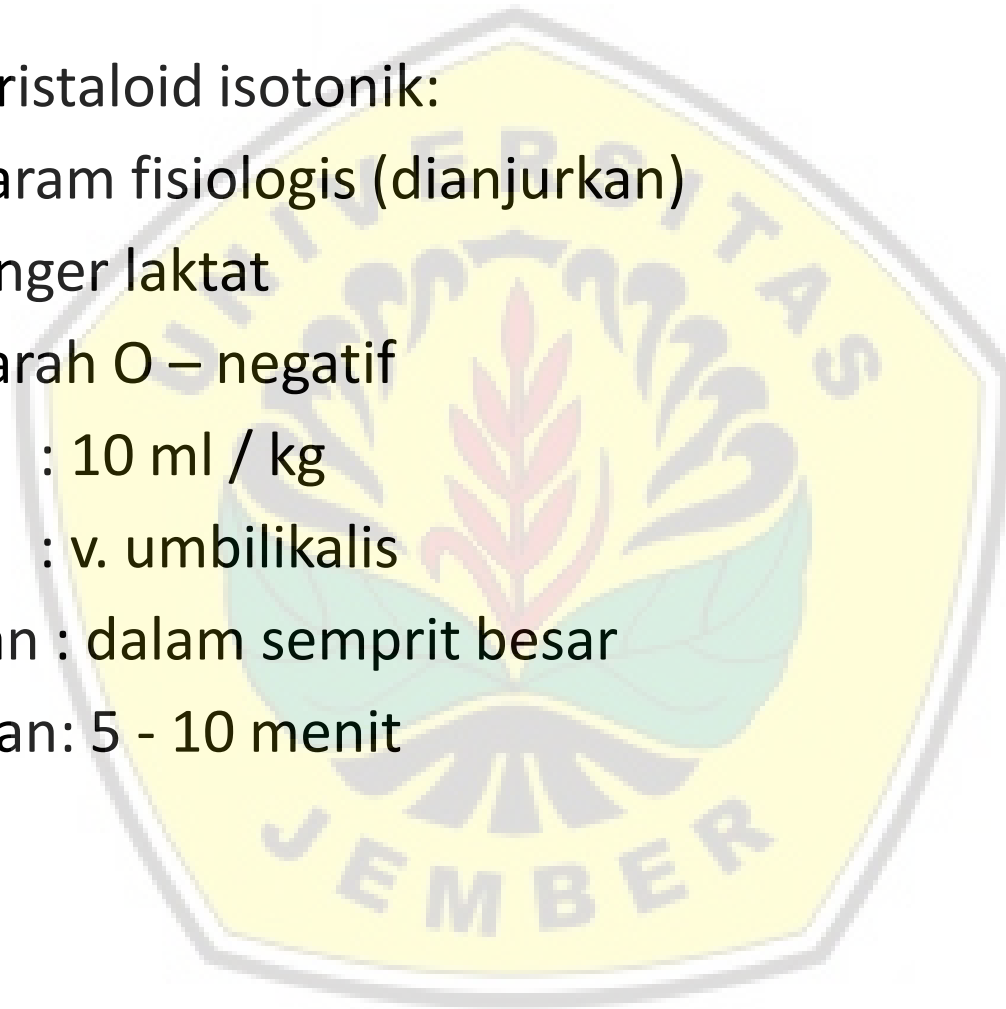 ristaloid isotonik:
aram fisiologis (dianjurkan)
nger laktat
arah O – negatif
: 10 ml / kg
: v. umbilikalis
an : dalam semprit besar
an: 5 - 10 menit
UNIVERSITAS
JEMBER